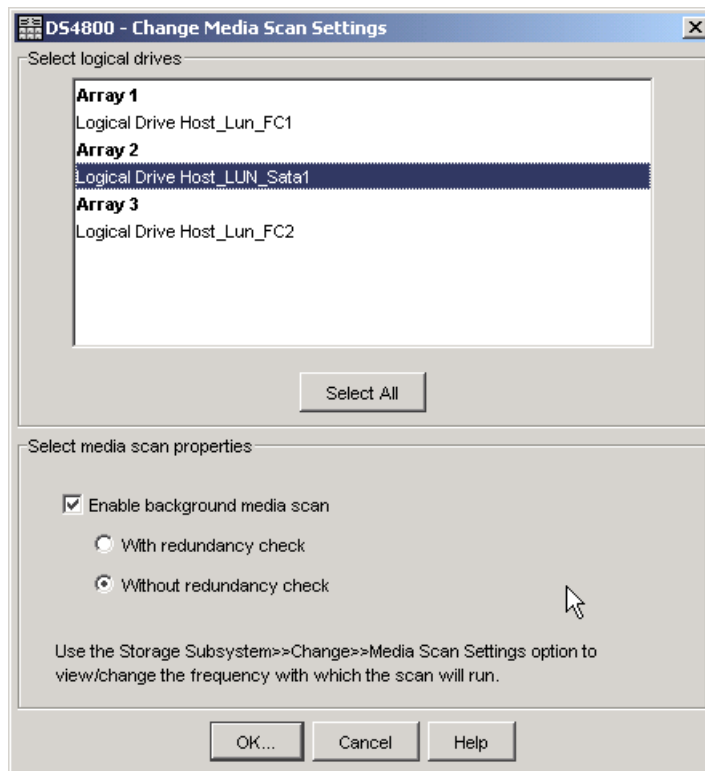 DS4800 - Change Media Scan Settings
Select logical drives
Array 1
Logical Drive Host_Lun_FC1
Array 2
Logical Drive Host_LUN_Sata1
Array 3
Logical Drive Host_Lun_FC2
Select All
Select media scan properties
Enable background media scan
With redundancy check
Without redundancy check
Use the Storage Subsystem>>Change>>Media Scan Settings option to
view/change the frequency with which the scan will run.
OK... Cancel Help